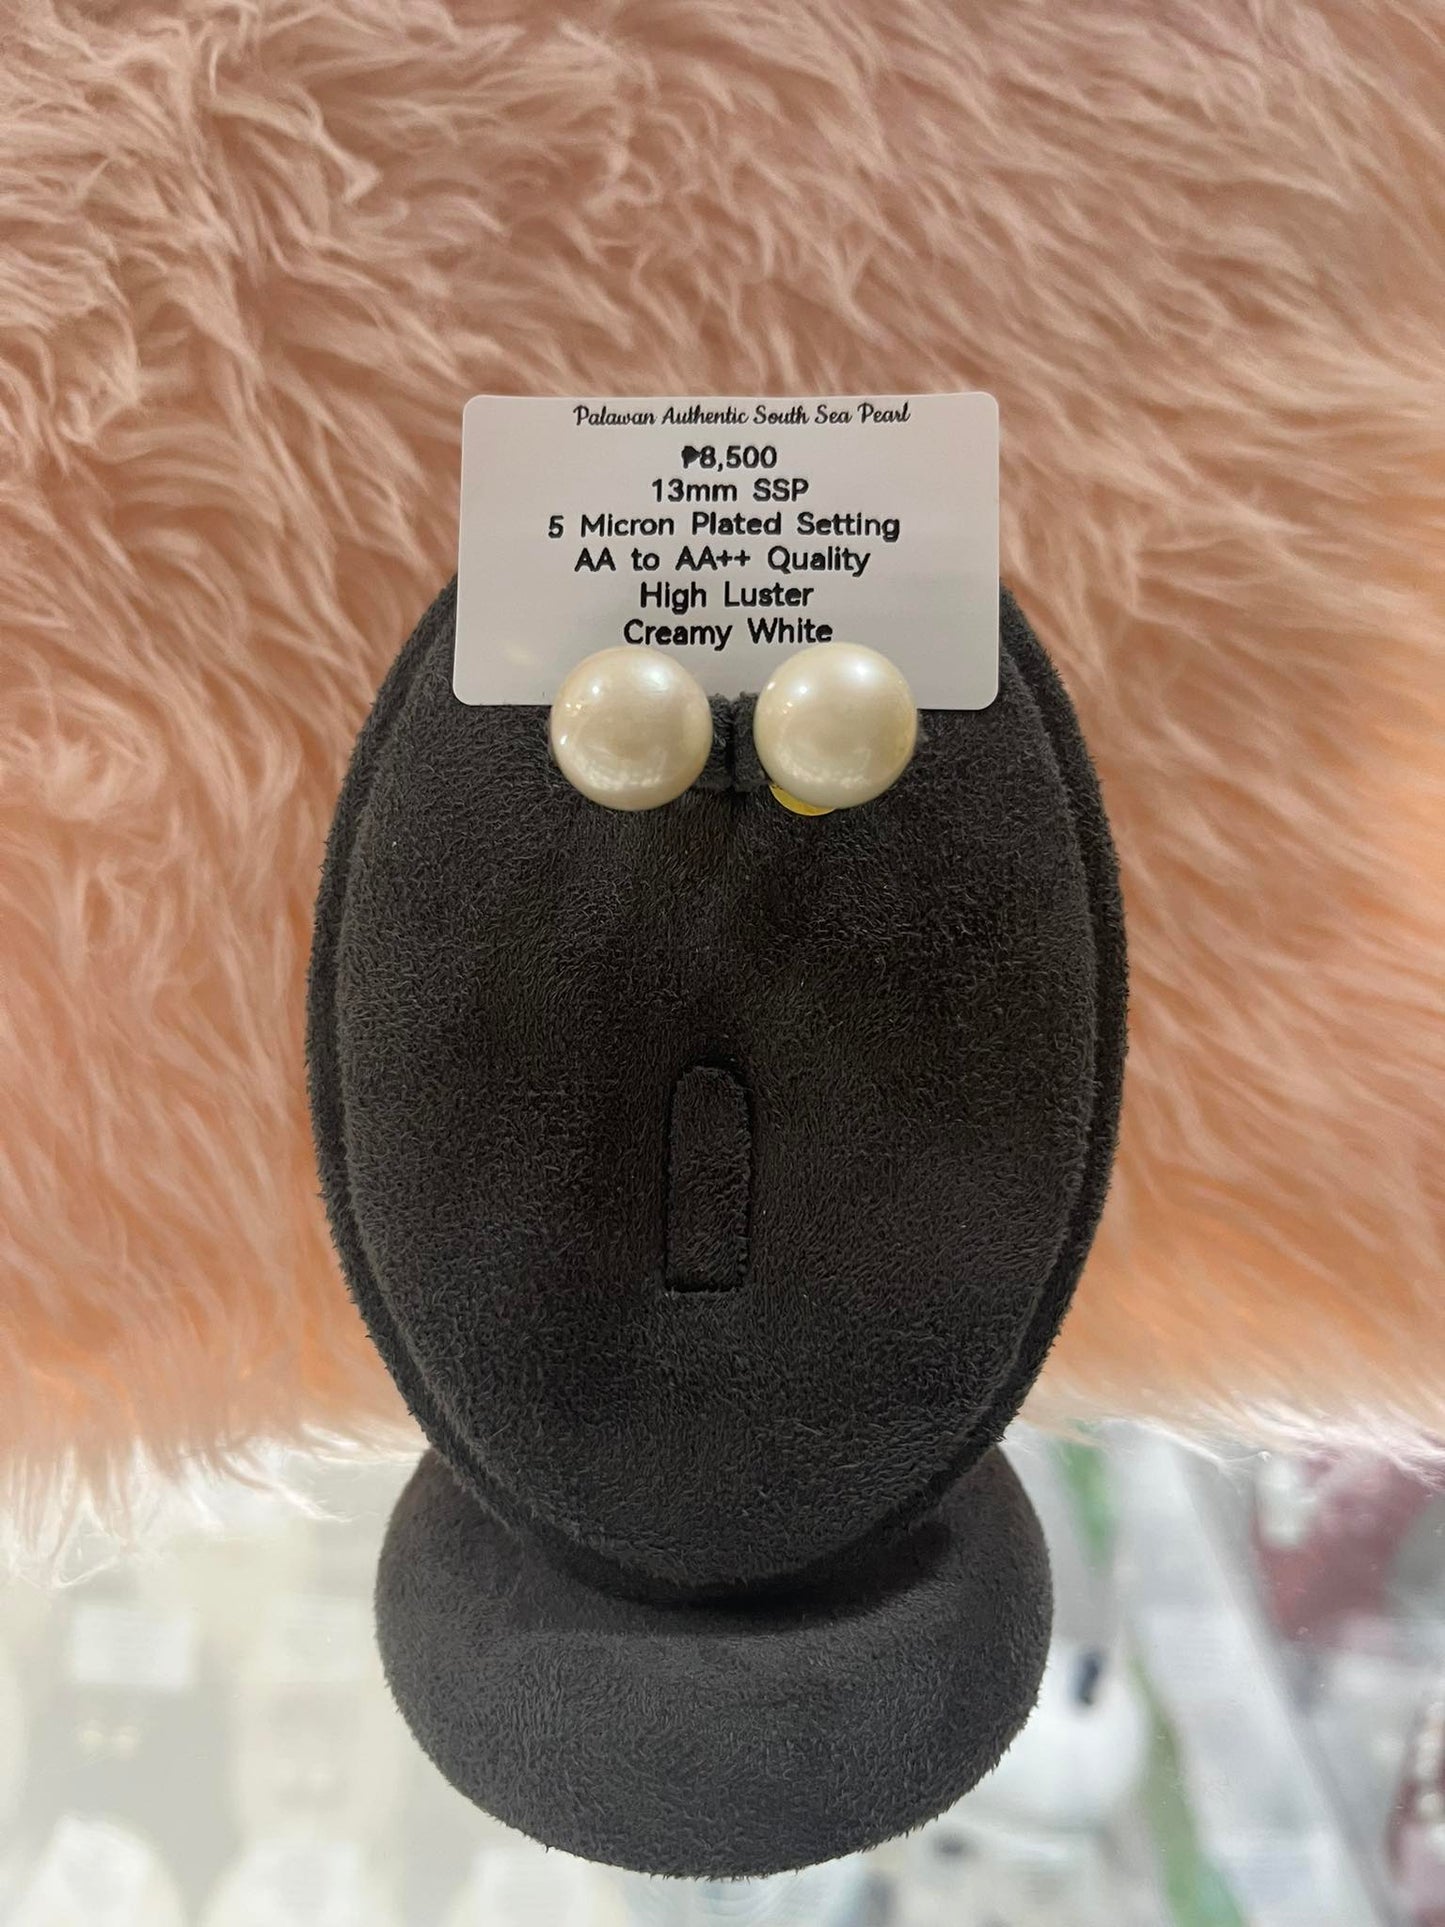 Palawan Authentic South Sea Pearl
₱8,500
13mm SSP
5 Micron Plated Setting
AA to AA++ Quality
High Luster
Creamy White